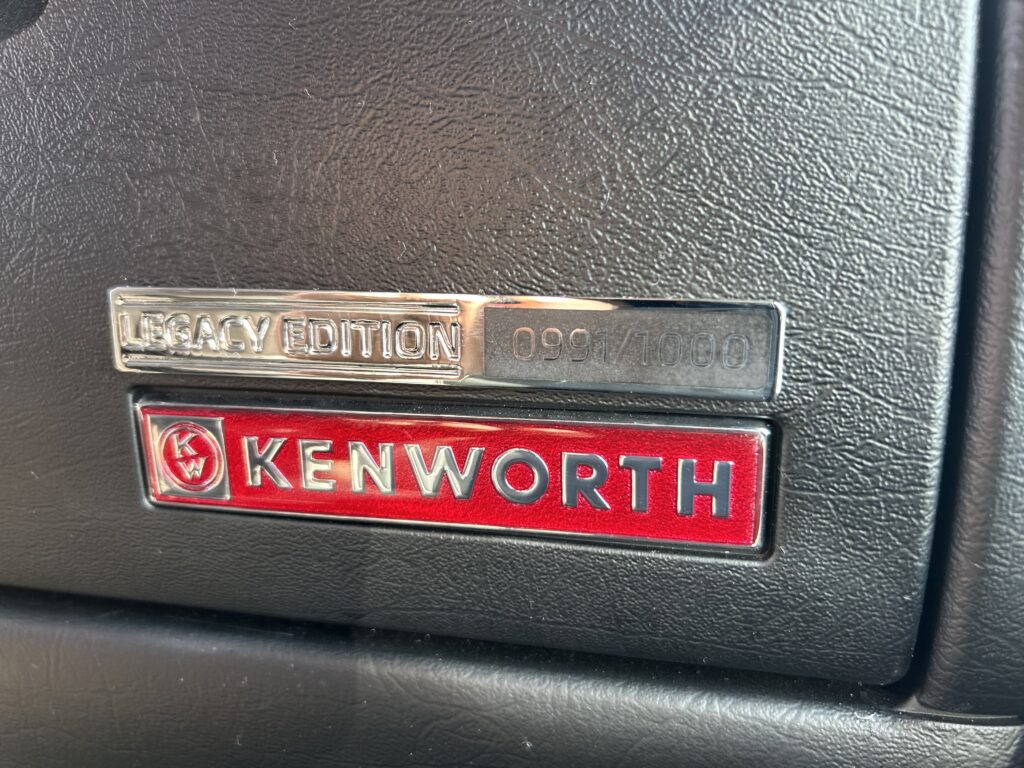 LEGACY EDITION 0991/1000
KW KENWORTH